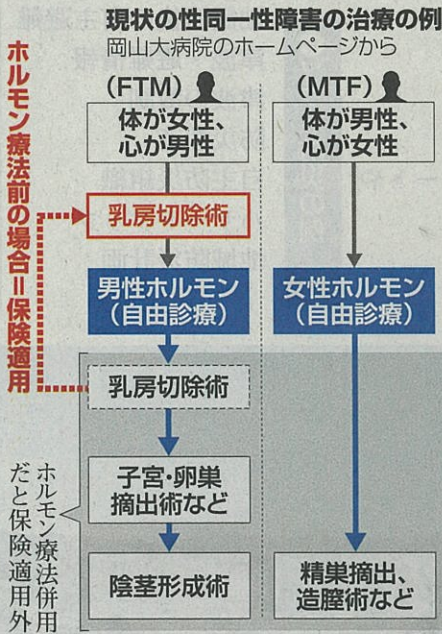 現状の性同一性障害の治療の例
岡山大病院のホームページから
(FTM)
体が女性、
心が男性
(MTF)
体が男性、
心が女性
ホルモン療法前の場合=保険適用
乳房切除術
男性ホルモン
(自由診療)
女性ホルモン
(自由診療)
乳房切除術
子宮・卵巣
摘出術など
陰茎形成術
精巣摘出、
造膣術など
ホルモン療法併用
だと保険適用外